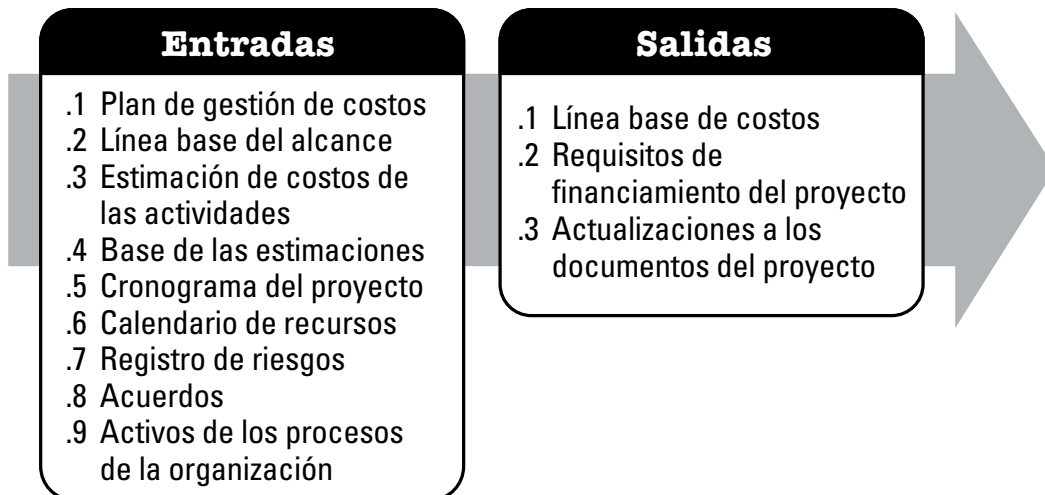 Entradas
.1 Plan de gestión de costos
.2 Línea base del alcance
.3 Estimación de costos de
las actividades
.4 Base de las estimaciones
.5 Cronograma del proyecto
.6 Calendario de recursos
.7 Registro de riesgos
.8 Acuerdos
.9 Activos de los procesos
de la organización
Salidas
.1 Línea base de costos
.2 Requisitos de
financiamiento del proyecto
.3 Actualizaciones a los
documentos del proyecto